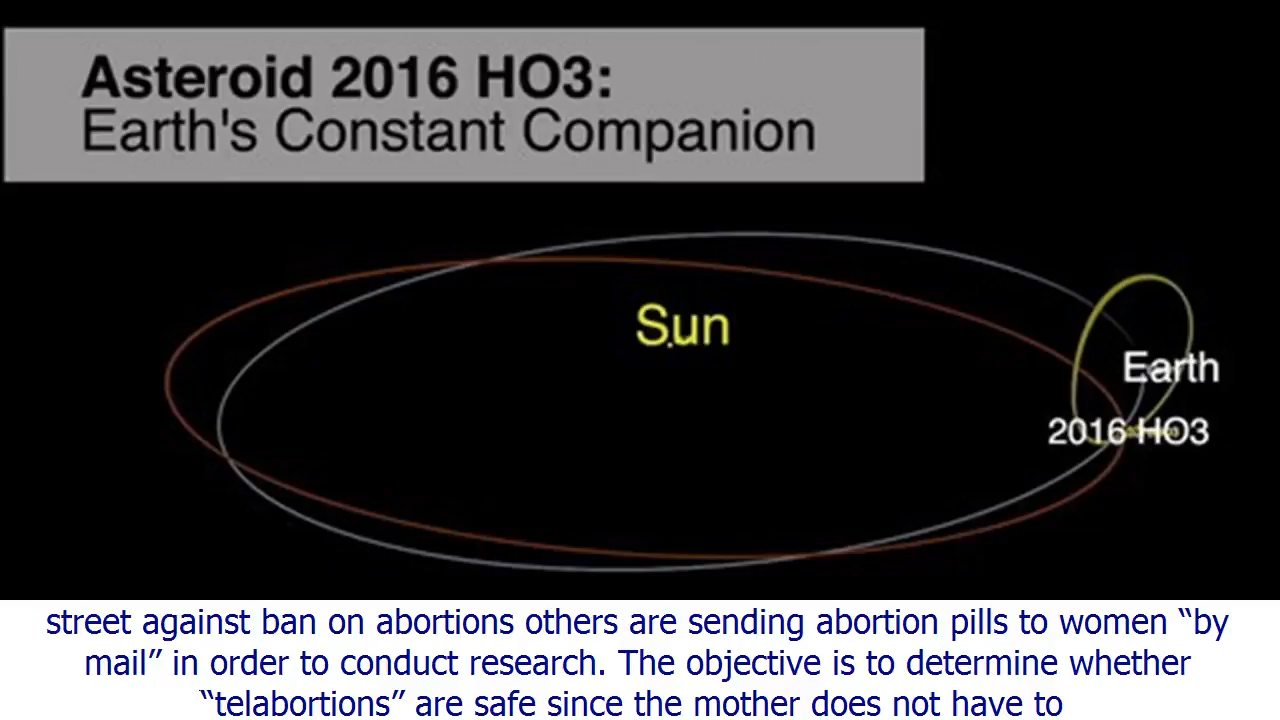 Asteroid 2016 HO3:
Earth's Constant Companion
Sun
Earth
2016 HO3
street against ban on abortions others are sending abortion pills to women “by
mail” in order to conduct research. The objective is to determine whether
“telabortions” are safe since the mother does not have to